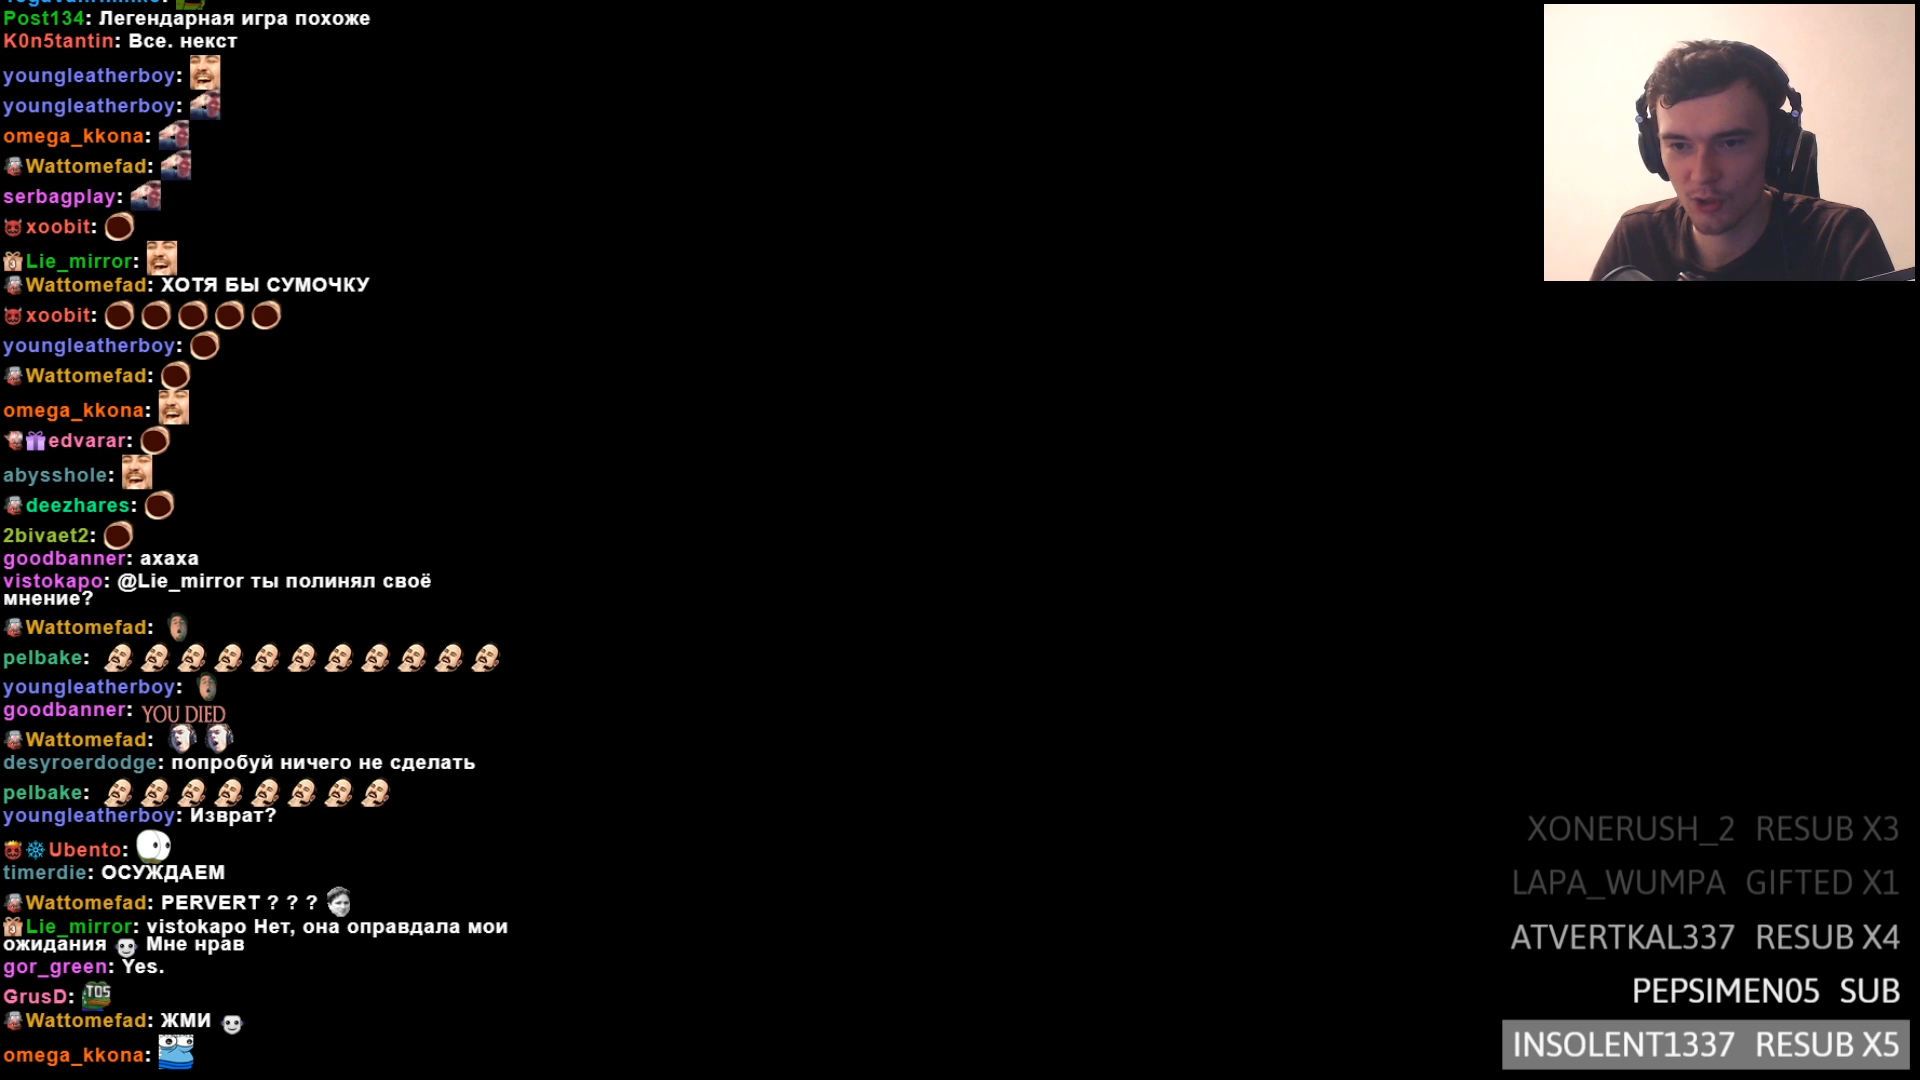 Post134: Легендарная игра похоже
K0n5tantin: Все. некст
youngleatherboy:
youngleatherboy:
omega_kkona:
Wattomefad:
serbagplay:
xoobit:
Lie_mirror:
Wattomefad: ХОТЯ БЫ СУМОЧКУ
xoobit:
youngleatherboy:
Wattomefad:
omega_kkona:
edvarar:
abysshole:
deezhares:
2bivaet2:
goodbanner: ахаха
vistokapo: @Lie_mirror ты полинял своё
мнение?
Wattomefad:
pelbake:
youngleatherboy:
goodbanner: YOU DIED
Wattomefad:
desyroerdodge: попробуй ничего не сделать
pelbake:
youngleatherboy: Изврат?
Ubento:
timerdie: ОСУЖДАЕМ
Wattomefad: PERVERT ? ? ?
Lie_mirror: vistokapo Нет, она оправдала мои
ожидания Мне нрав
gor_green: Yes.
GrusD: TOS
Wattomefad: ЖМИ
omega_kkona:
XONERUSH_2 RESUB X3
LAPA_WUMPA GIFTED X1
ATVERTKAL337 RESUB X4
PEPSIMEN05 SUB
INSOLENT1337 RESUB X5